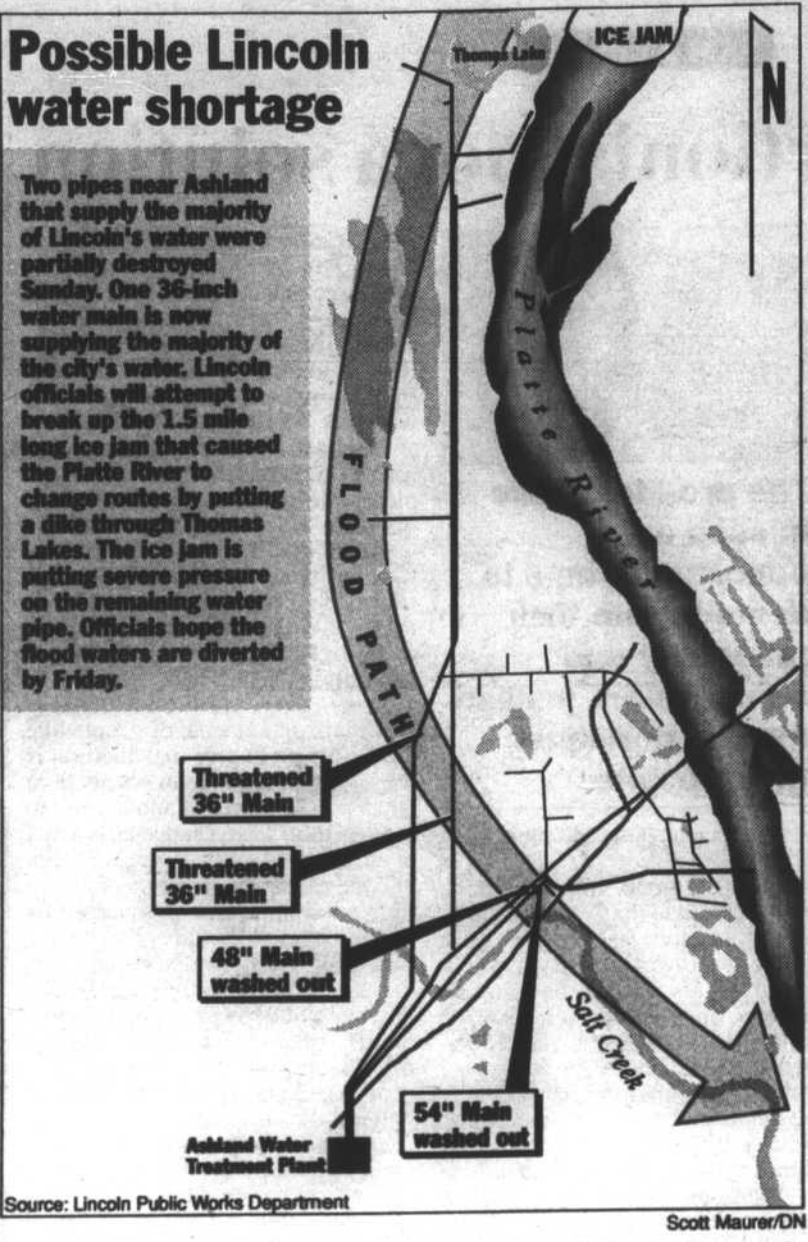 Possible Lincoln
water shortage
Two pipes near Ashland
that supply the majority
of Lincoln's water were
partially destroyed
Sunday. One 36-inch
water main is now
supplying the majority of
the city's water. Lincoln
officials will attempt to
break up the 1.5 mile
long ice jam that caused
the Platte River to
change routes by putting
a dike through Thomas
Lakes. The ice jam is
putting severe pressure
on the remaining water
pipe. Officials hope the
flood waters are diverted
by Friday.
Thomas Lake
ICE JAM
N
Platte River
FLOOD PATH
Threatened
36" Main
Threatened
36" Main
48" Main
washed out
54" Main
washed out
Salt Creek
Ashland Water
Treatment Plant
Source: Lincoln Public Works Department
Scott Maurer/DN